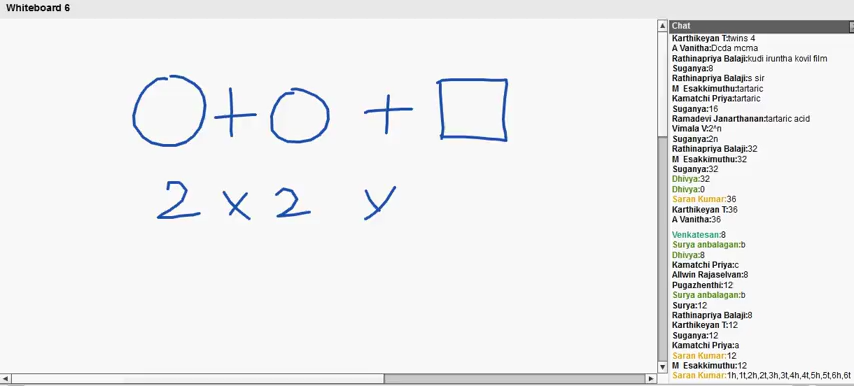 Whiteboard 6
Chat
+ +
2 x 2 y
Karthikeyan T:twins 4
A Vanitha:Dcda mcma
Rathinapriya Balaji:kudi iruntha kovil film
Suganya:8
Rathinapriya Balaji:s sir
M Esakkimuthu:tartaric
Kamatchi Priya:tartaric
Suganya:16
Ramadevi Janarthanan:tartaric acid
Vimala V:2^n
Suganya:2n
Rathinapriya Balaji:32
M Esakkimuthu:32
Suganya:32
Dhivya:32
Dhivya:0
Saran Kumar:36
Karthikeyan T:36
A Vanitha:36
Venkatesan:8
Surya anbalagan:b
Dhivya:8
Kamatchi Priya:c
Allwin Rajaselvan:8
Pugazhenthi:12
Surya anbalagan:b
Surya:12
Rathinapriya Balaji:8
Karthikeyan T:12
Suganya:12
Kamatchi Priya:a
Saran Kumar:12
M Esakkimuthu:12
Saran Kumar:1h,1t,2h,2t,3h,3t,4h,4t,5h,5t,6h,6t